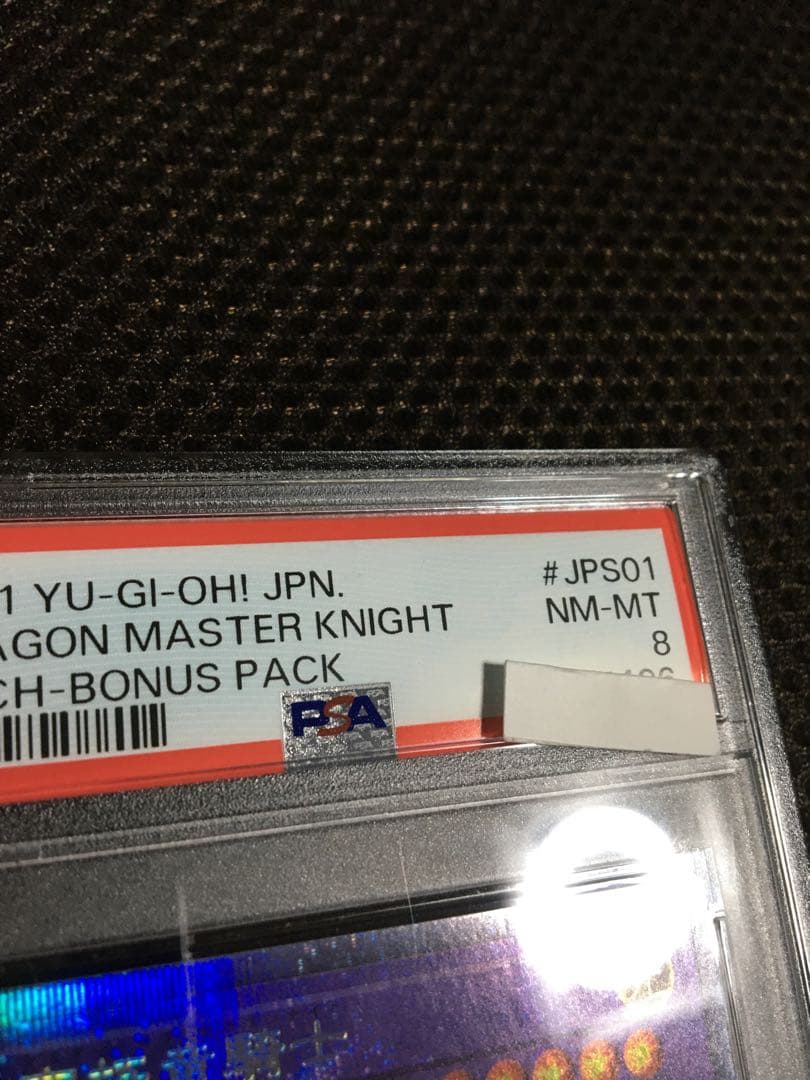 1 YU-GI-OH! JPN.
AGON MASTER KNIGHT
CH-BONUS PACK
PSA
#JPS01
NM-MT
8